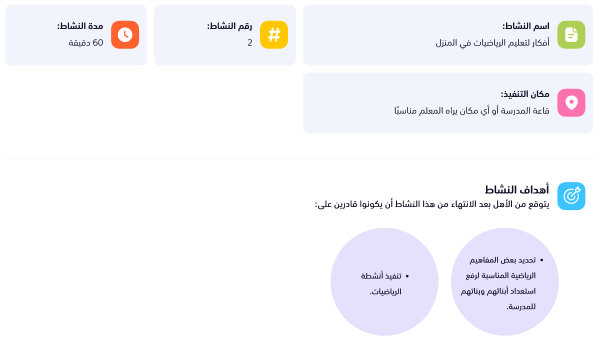 اسم النشاط:
أفكار لتعليم الرياضيات في المنزل
رقم النشاط:
2
مدة النشاط:
60 دقيقة
مكان التنفيذ:
قاعة المدرسة أو أي مكان يراه المعلم مناسبًا
أهداف النشاط
يتوقع من الأهل بعد الانتهاء من هذا النشاط أن يكونوا قادرين على:
• تحديد بعض المفاهيم
الرياضية المناسبة لرفع
استعداد أبنائهم وبناتهم
للمدرسة.
• تنفيذ أنشطة
الرياضيات.